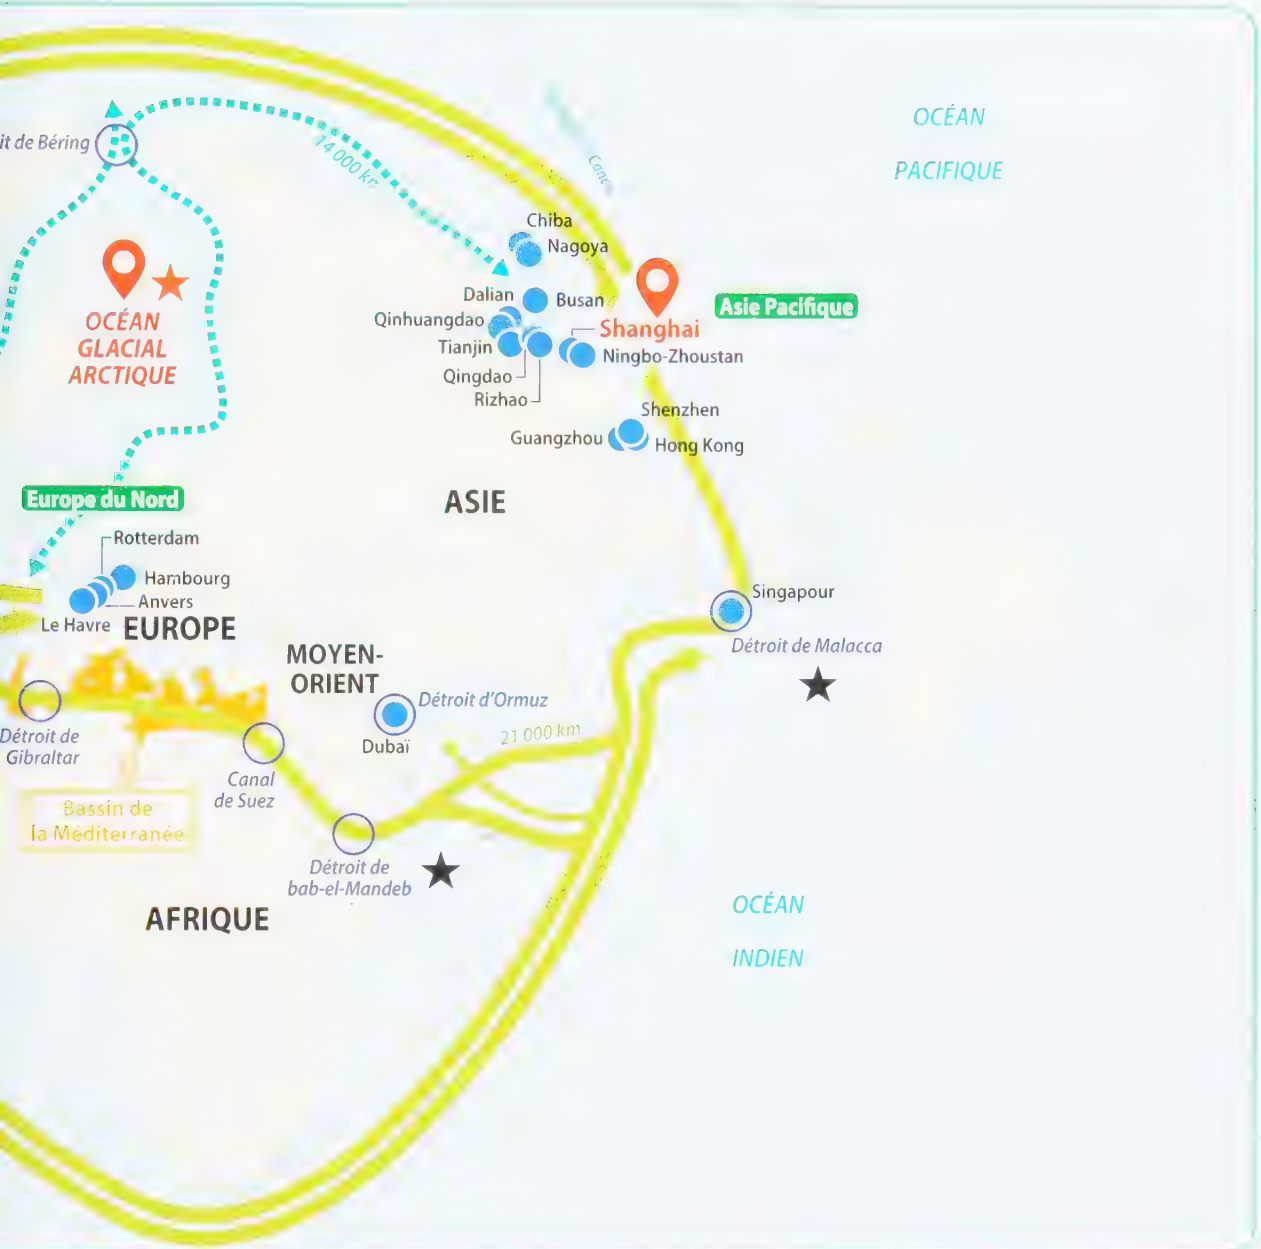 OCÉAN
PACIFIQUE
it de Béring
14 000 km
Chiba
Nagoya
Dalian
Busan
Qinhuangdao
Shanghai
Asie Pacifique
Tianjin
Ningbo-Zhoustan
Qingdao
Rizhao
OCÉAN
GLACIAL
ARCTIQUE
Shenzhen
Guangzhou
Hong Kong
Europe du Nord
ASIE
Rotterdam
Hambourg
Anvers
Le Havre
EUROPE
Singapour
Détroit de Malacca
MOYEN-
ORIENT
Détroit d'Ormuz
Dubaï
21 000 km
Détroit de
Gibraltar
Canal
de Suez
Bassin de
la Méditerranée
Détroit de
bab-el-Mandeb
AFRIQUE
OCÉAN
INDIEN